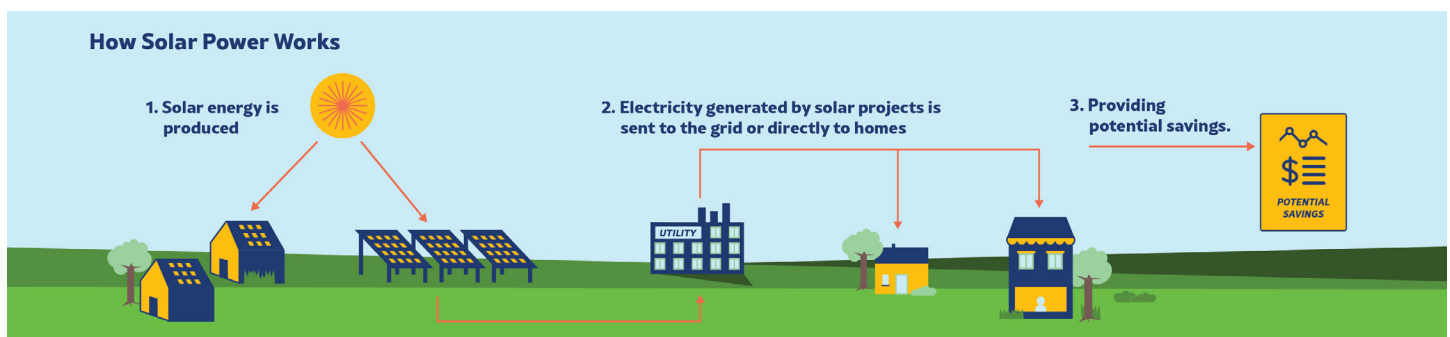 How Solar Power Works
1. Solar energy is
produced
2. Electricity generated by solar projects is
sent to the grid or directly to homes
3. Providing
potential savings.
UTILITY
$
POTENTIAL
SAVINGS